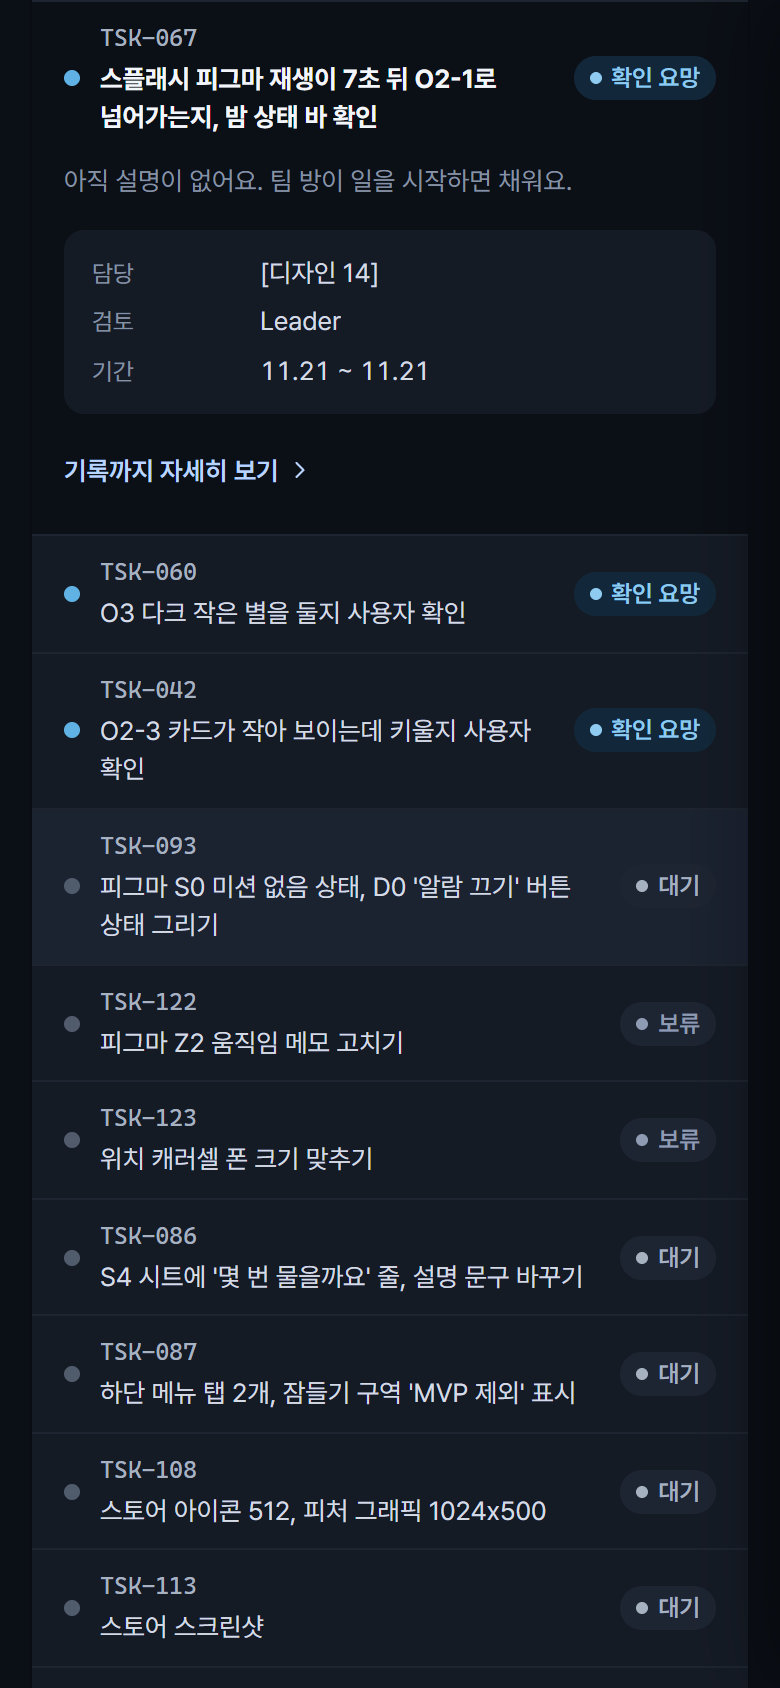 TSK-067
스플래시 피그마 재생이 7초 뒤 O2-1로
넘어가는지, 밤 상태 바 확인
확인 요망
아직 설명이 없어요. 팀 방이 일을 시작하면 채워요.
담당 [디자인 14]
검토 Leader
기간 11.21 ~ 11.21
기록까지 자세히 보기 >
TSK-060
O3 다크 작은 별을 둘지 사용자 확인
확인 요망
TSK-042
O2-3 카드가 작아 보이는데 키울지 사용자
확인
확인 요망
TSK-093
피그마 S0 미션 없음 상태, D0 '알람 끄기' 버튼
상태 그리기
대기
TSK-122
피그마 Z2 움직임 메모 고치기
보류
TSK-123
위치 캐러셀 폰 크기 맞추기
보류
TSK-086
S4 시트에 '몇 번 물을까요' 줄, 설명 문구 바꾸기
대기
TSK-087
하단 메뉴 탭 2개, 잠들기 구역 'MVP 제외' 표시
대기
TSK-108
스토어 아이콘 512, 피처 그래픽 1024x500
대기
TSK-113
스토어 스크린샷
대기